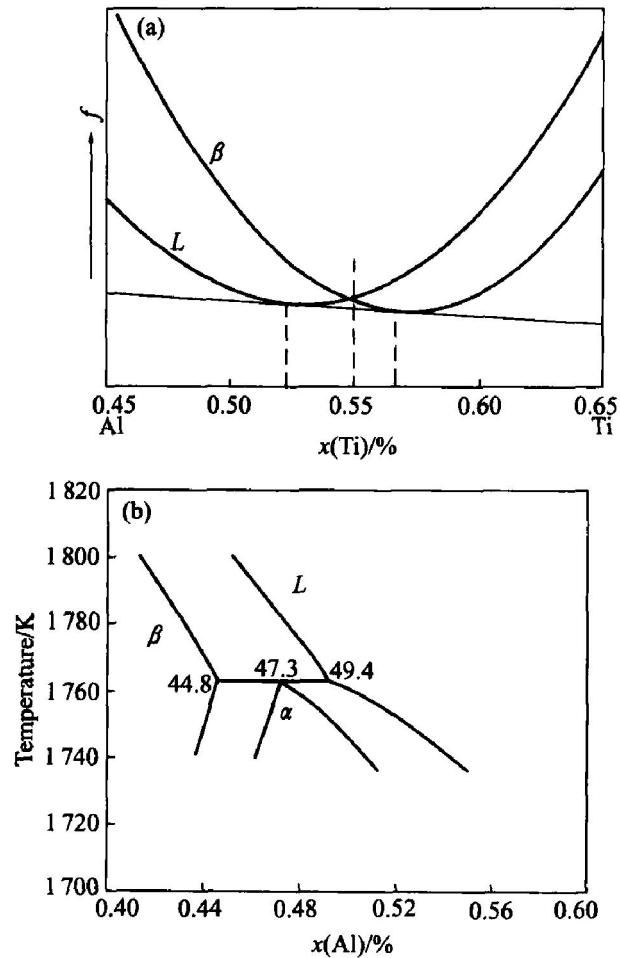 (a)
f
β
L
0.45 0.50 0.55 0.60 0.65
Al Ti
x(Ti)/%
(b)
1 820
1 800
1 780
1 760
1 740
1 720
1 700
Temperature/K
L
β
47.3
44.8 49.4
α
0.40 0.44 0.48 0.52 0.56 0.60
x(Al)/%